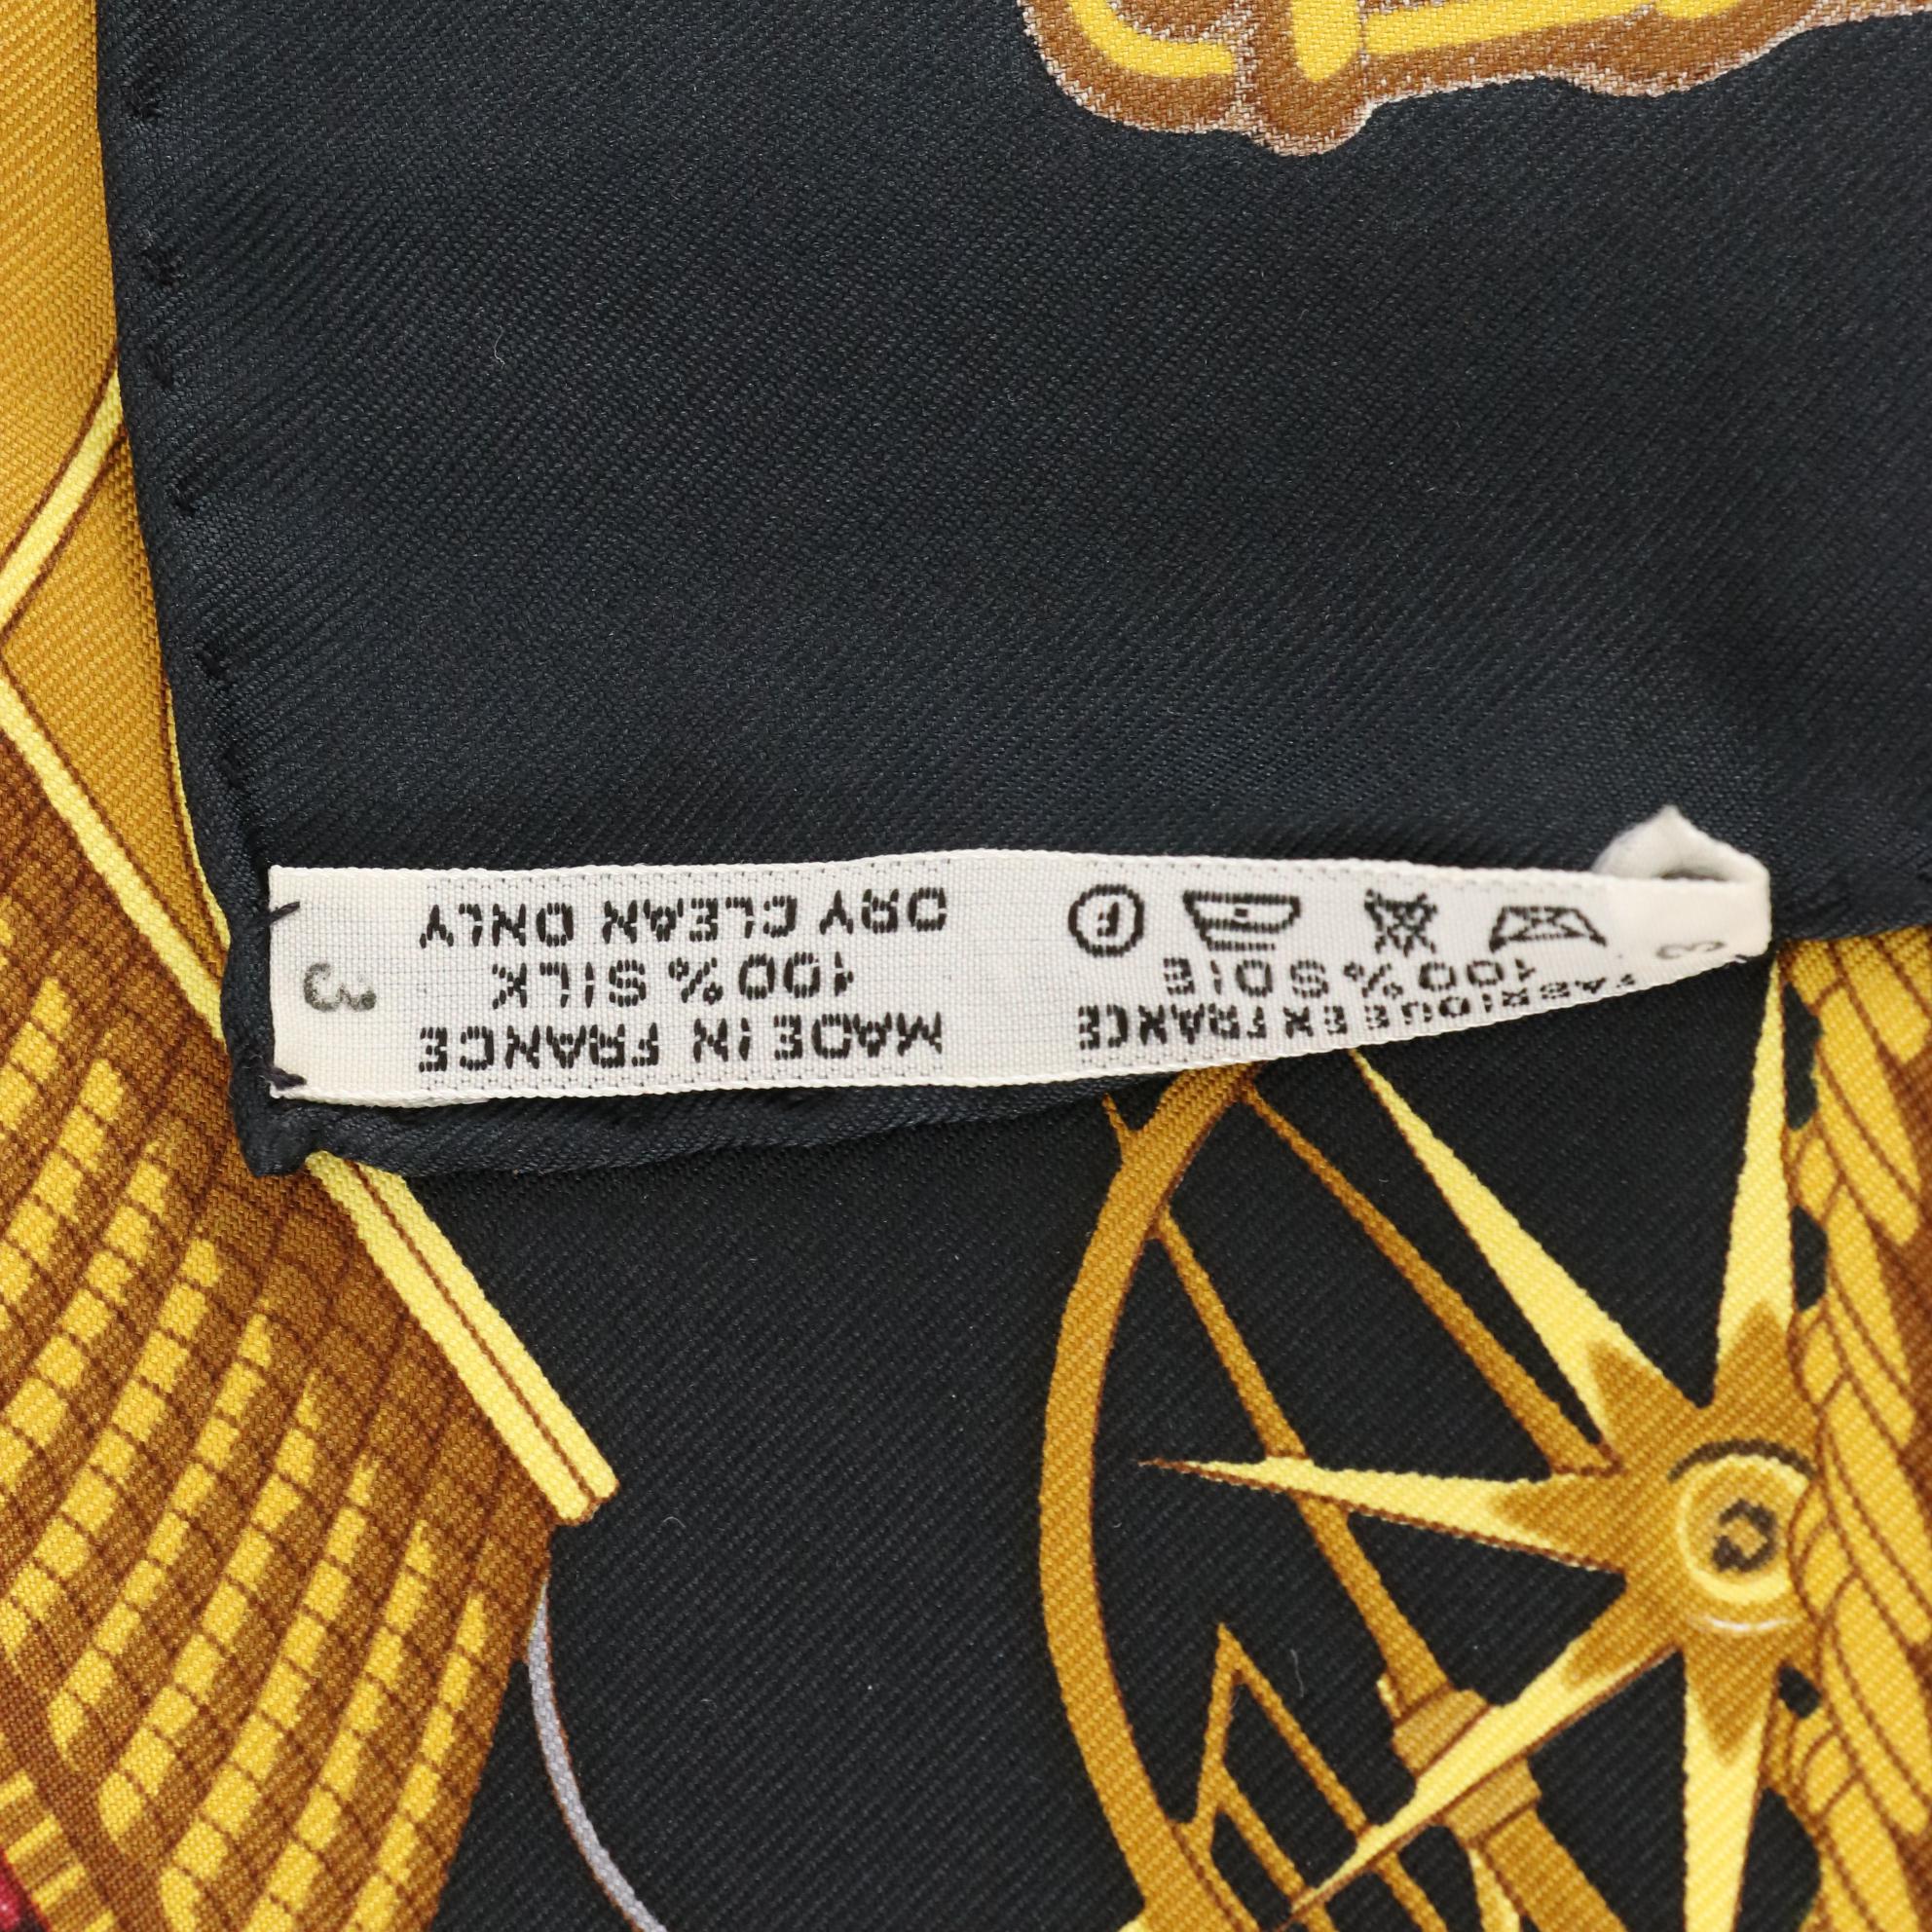 FABRIQUE EN FRANCE
100% SOIE
F
MADE IN FRANCE
100% SILK
DRY CLEAN ONLY
3